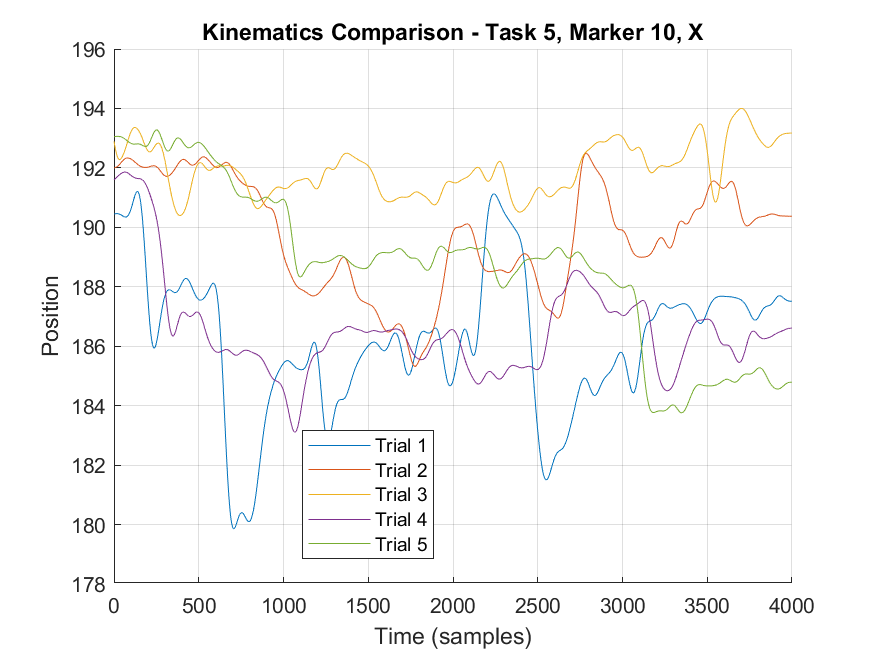 Kinematics Comparison - Task 5, Marker 10, X
196
194
192
190
188
186
184
182
180
178
Position
Trial 1
Trial 2
Trial 3
Trial 4
Trial 5
0 500 1000 1500 2000 2500 3000 3500 4000
Time (samples)